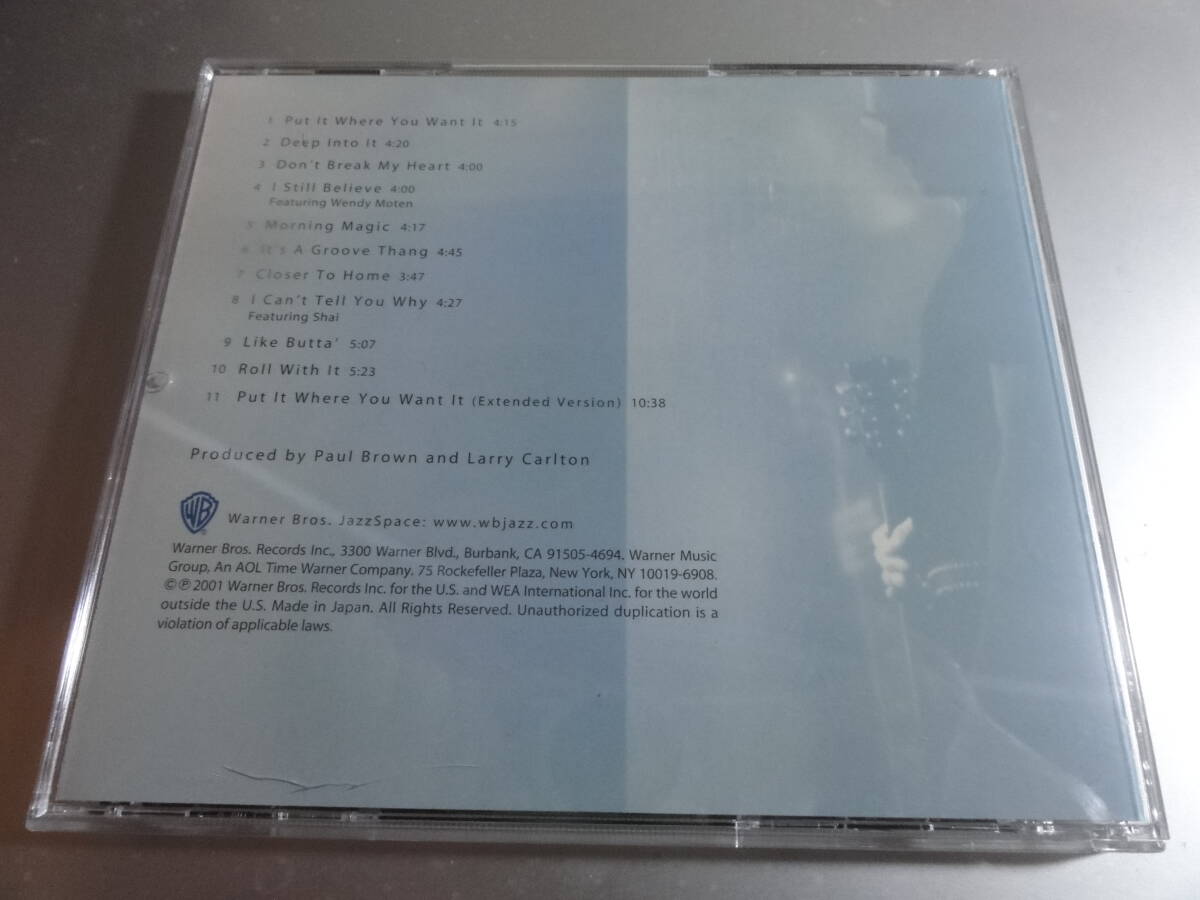 1 Put It Where You Want It 4:15
2 Deep Into It 4:20
3 Don't Break My Heart 4:00
4 I Still Believe 4:00
Featuring Wendy Moten
5 Morning Magic 4:17
6 It's A Groove Thang 4:45
7 Closer To Home 3:47
8 I Can't Tell You Why 4:27
Featuring Shai
9 Like Butta' 5:07
10 Roll With It 5:23
11 Put It Where You Want It (Extended Version) 10:38
Produced by Paul Brown and Larry Carlton
WB Warner Bros. JazzSpace: www.wbjazz.com
Warner Bros. Records Inc., 3300 Warner Blvd., Burbank, CA 91505-4694. Warner Music
Group, An AOL Time Warner Company. 75 Rockefeller Plaza, New York, NY 10019-6908.
©℗2001 Warner Bros. Records Inc. for the U.S. and WEA International Inc. for the world
outside the U.S. Made in Japan. All Rights Reserved. Unauthorized duplication is a
violation of applicable laws.